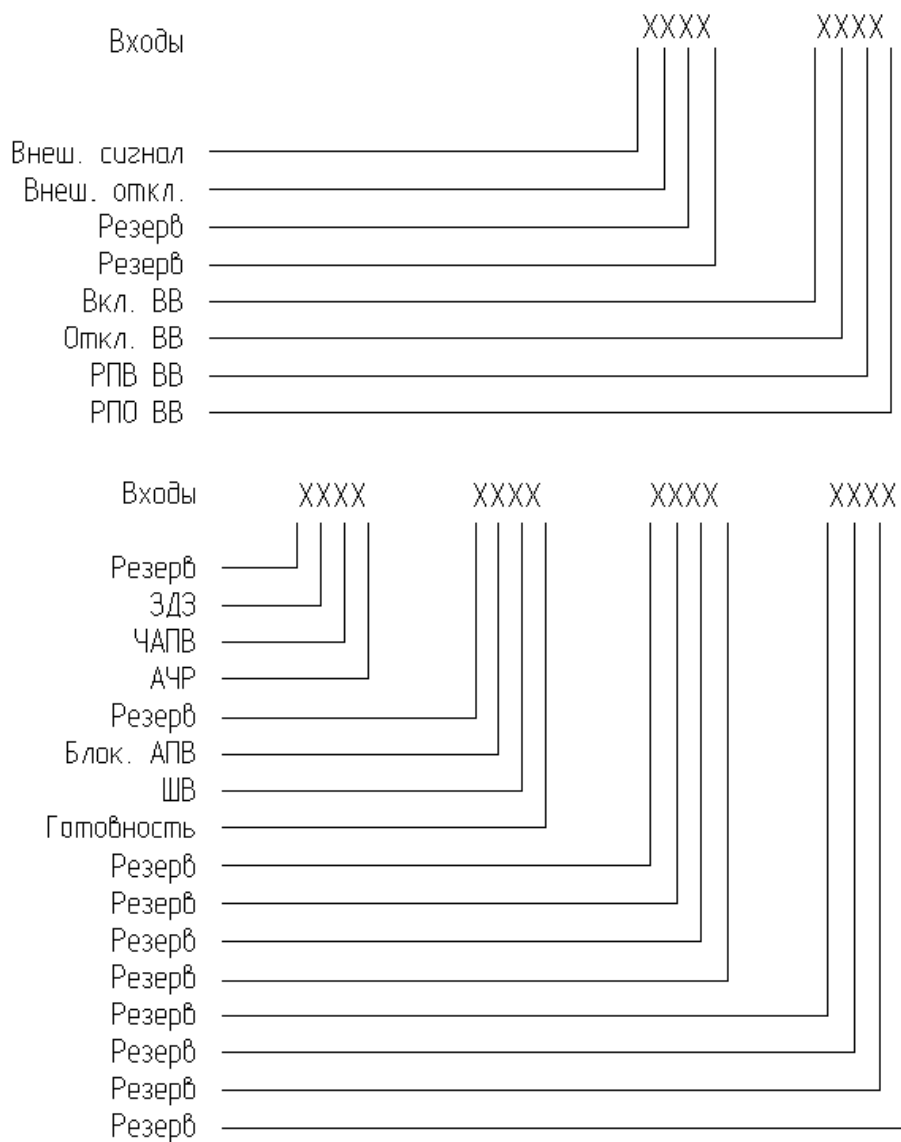 Входы XXXX XXXX
Внеш. сигнал
Внеш. откл.
Резерв
Резерв
Вкл. ВВ
Откл. ВВ
РПВ ВВ
РПО ВВ
Входы XXXX XXXX XXXX XXXX
Резерв
ЗДЗ
ЧАПВ
АЧР
Резерв
Блок. АПВ
ШВ
Готовность
Резерв
Резерв
Резерв
Резерв
Резерв
Резерв
Резерв
Резерв